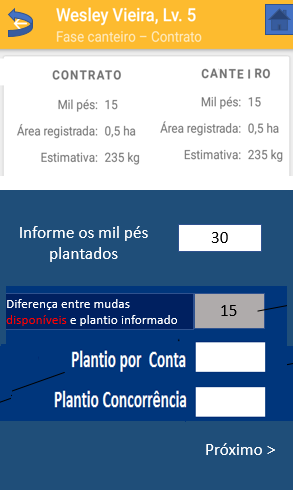 Wesley Vieira, Lv. 5
Fase canteiro – Contrato
CONTRATO
Mil pés: 15
Área registrada: 0,5 ha
Estimativa: 235 kg
CANTEIRO
Mil pés: 15
Área registrada: 0,5 ha
Estimativa: 235 kg
Informe os mil pés
plantados
30
Diferença entre mudas
disponíveis e plantio informado
15
Plantio por Conta
Plantio Concorrência
Próximo >